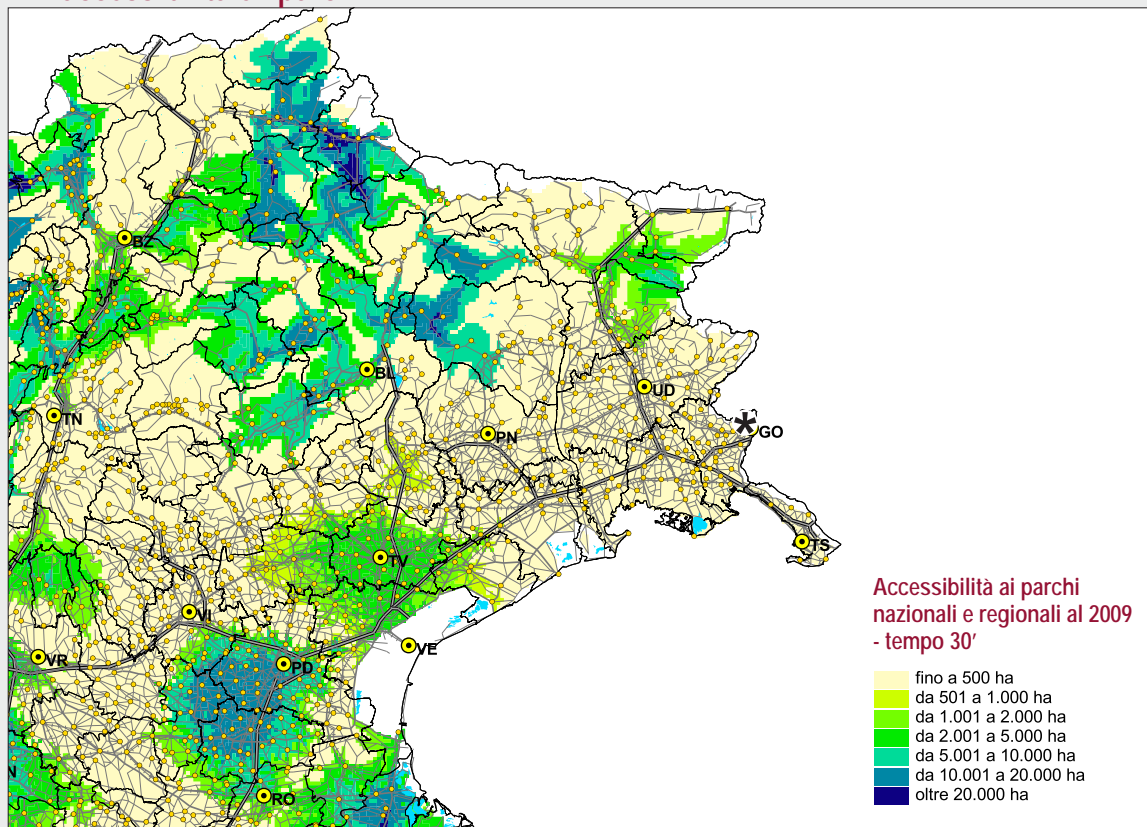 BZ
BL
UD
TN
GO
PN
TS
TV
VI
VE
VR
PD
N
RO
Accessibilità ai parchi
nazionali e regionali al 2009
- tempo 30'
fino a 500 ha
da 501 a 1.000 ha
da 1.001 a 2.000 ha
da 2.001 a 5.000 ha
da 5.001 a 10.000 ha
da 10.001 a 20.000 ha
oltre 20.000 ha